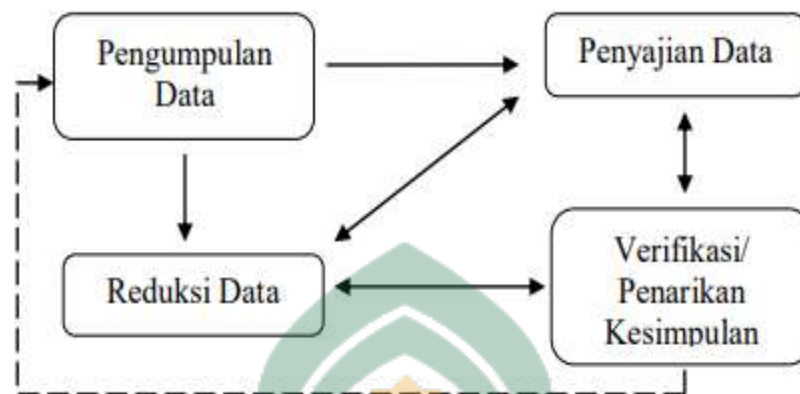 Pengumpulan
Data
Penyajian Data
Reduksi Data
Verifikasi/
Penarikan
Kesimpulan